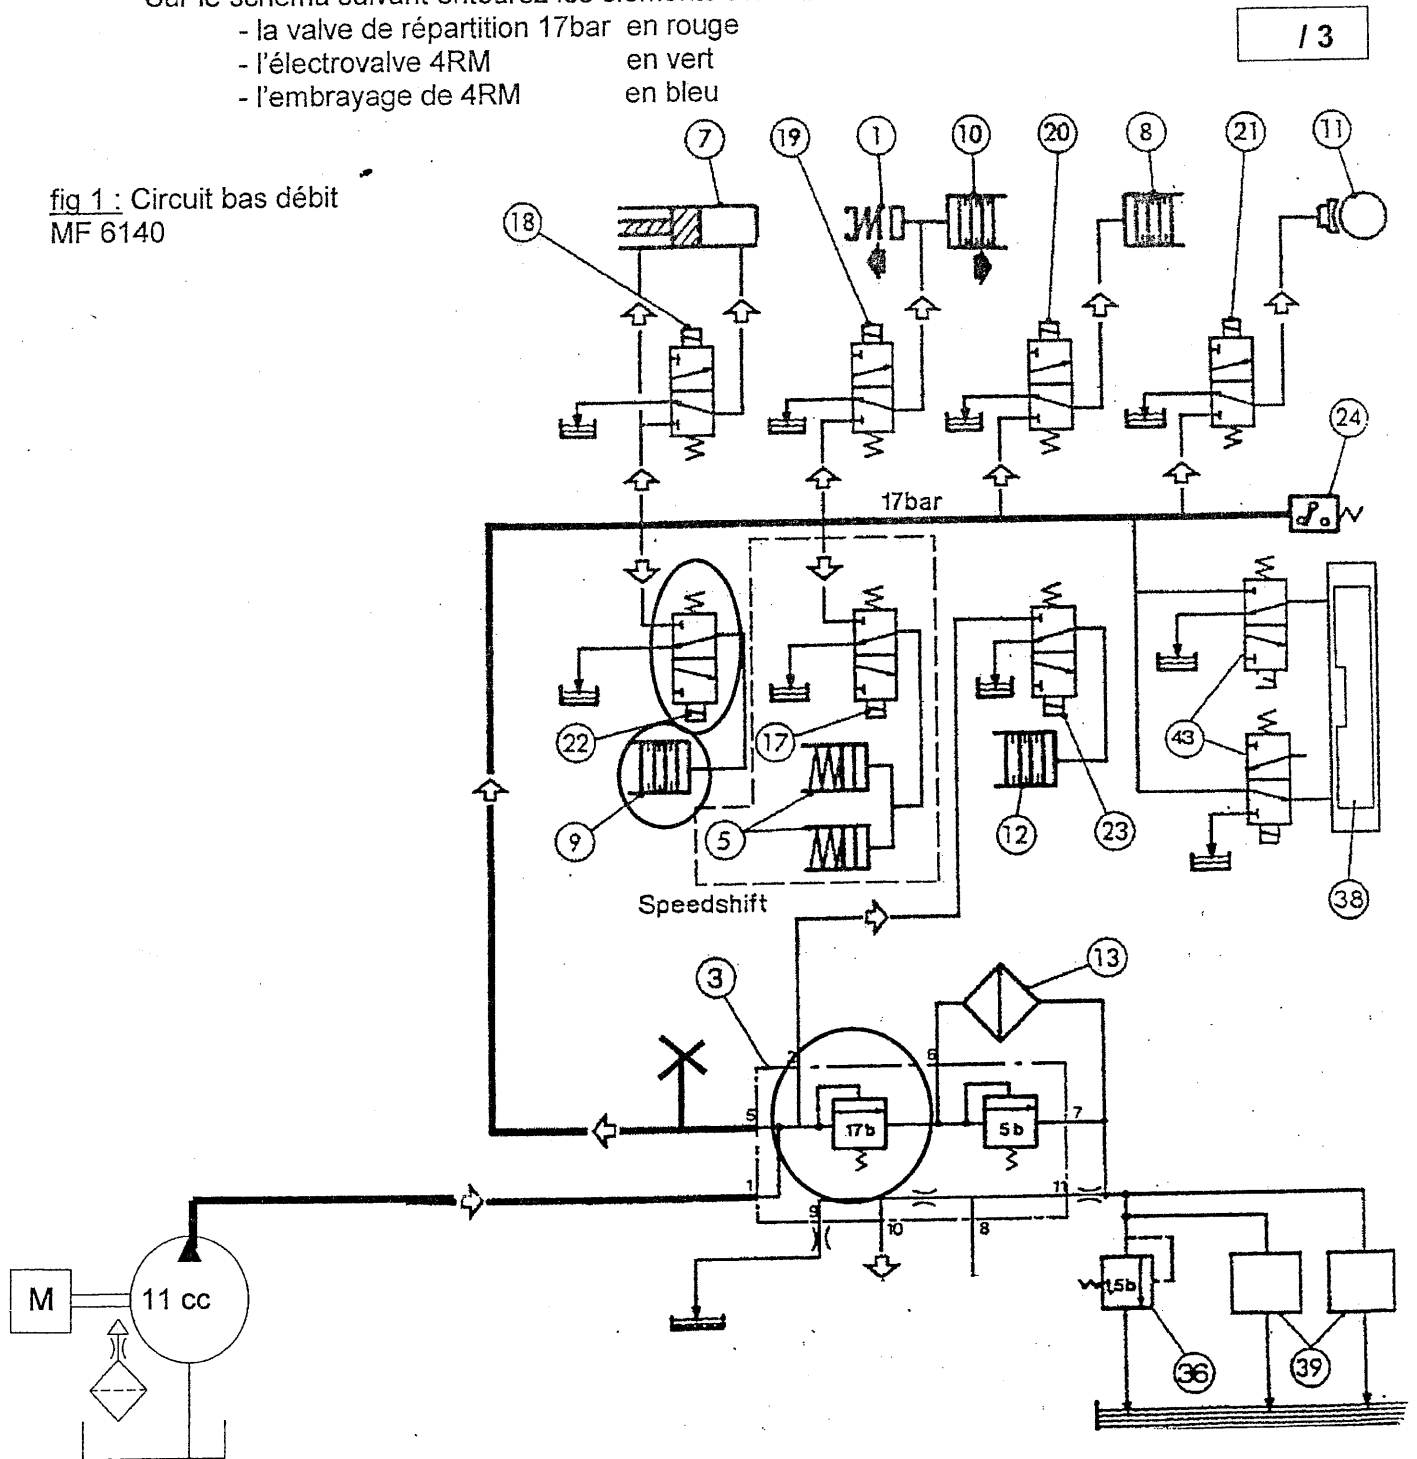 - la valve de répartition 17bar en rouge
- l'électrovalve 4RM en vert
- l'embrayage de 4RM en bleu
/ 3
fig 1 : Circuit bas débit
MF 6140
7
19
1
10
20
8
21
11
18
24
17bar
22
17
9
5
12
23
43
38
Speedshift
3
13
2
6
5
17b
5b
7
1
11
9
10
8
M
11 cc
1,5b
36
39